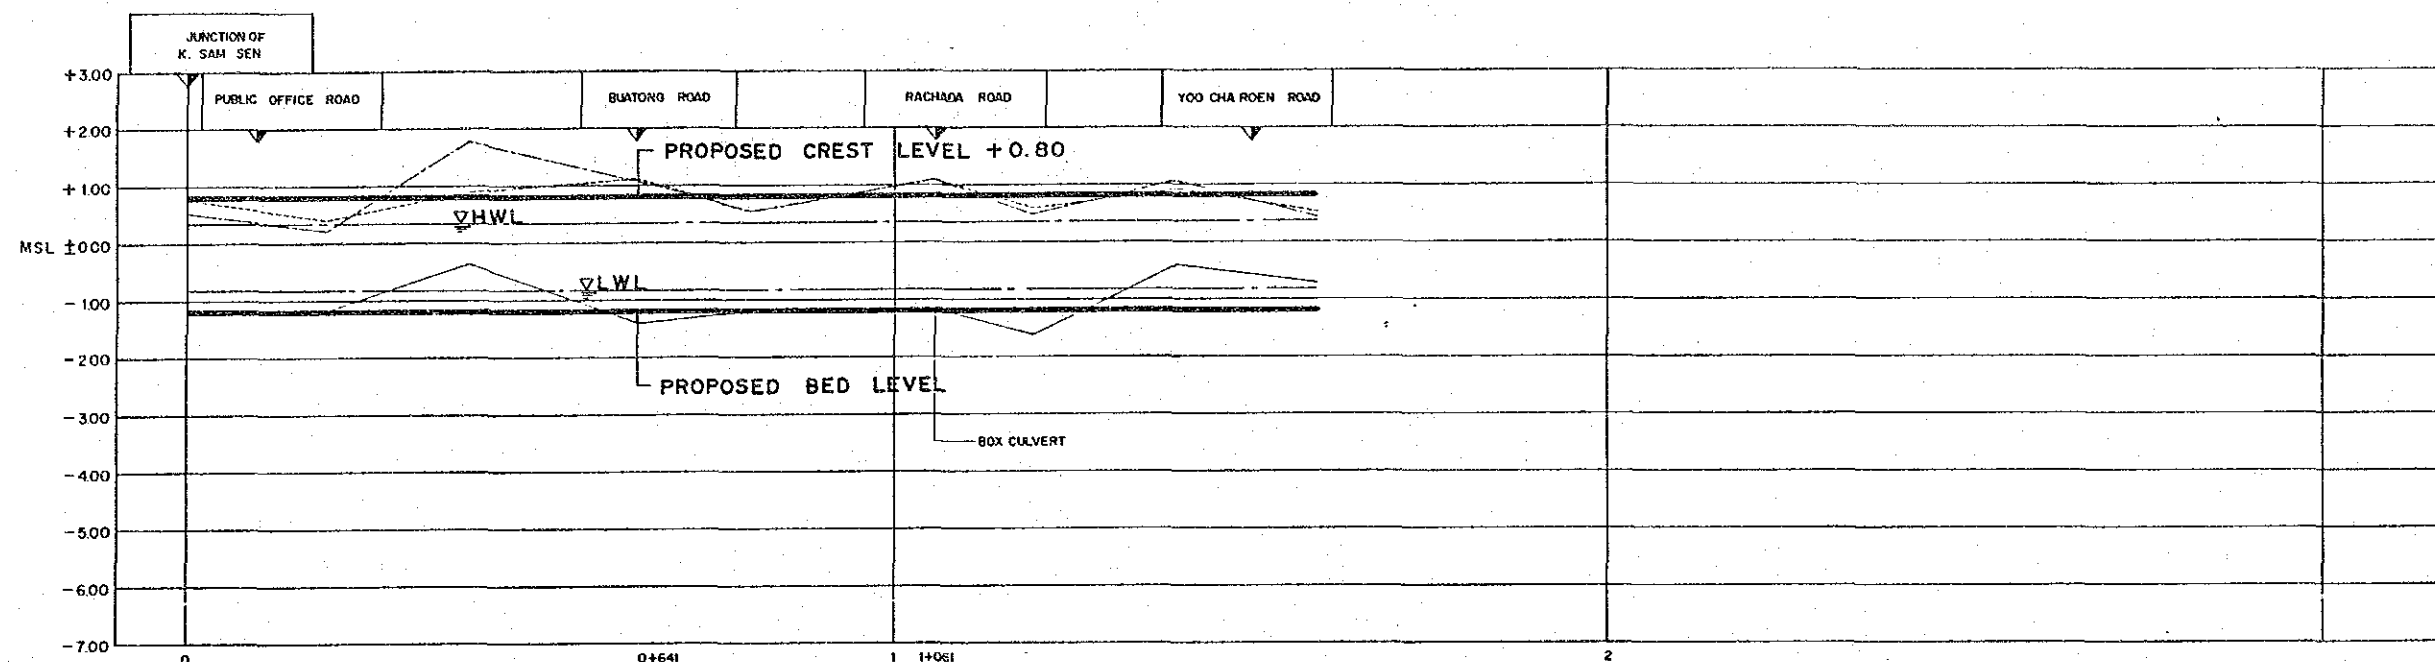 JUNCTION OF
K. SAM SEN
+3.00
PUBLIC OFFICE ROAD
BUATONG ROAD
RACHADA ROAD
YOO CHA ROEN ROAD
+2.00
PROPOSED CREST LEVEL +0.80
+1.00
HWL
MSL ±0.00
LWL
-1.00
-2.00
PROPOSED BED LEVEL
-3.00
BOX CULVERT
-4.00
-5.00
-6.00
-7.00
0 0+641 1 1+061 2